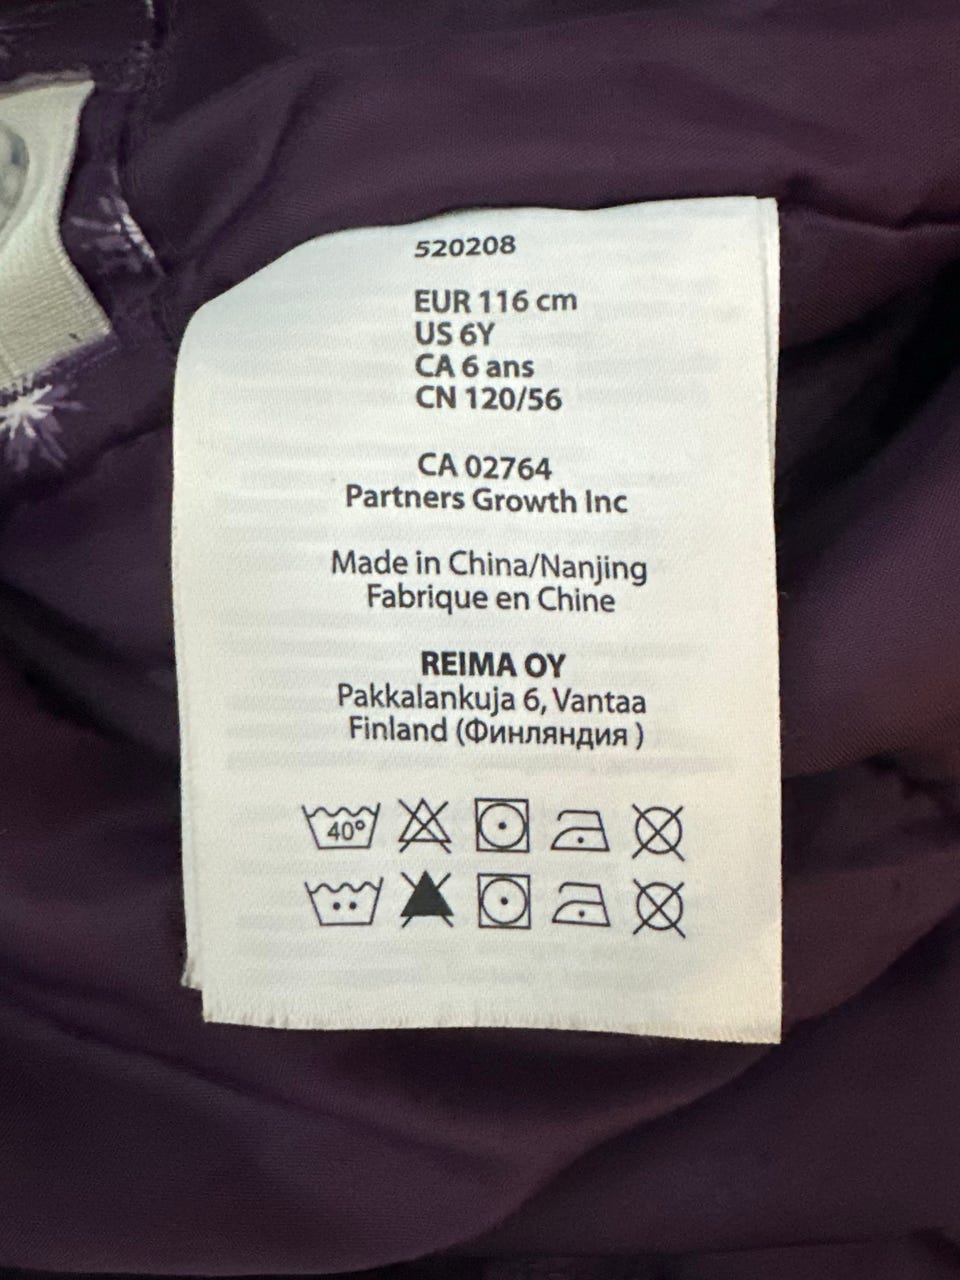 520208
EUR 116 cm
US 6Y
CA 6 ans
CN 120/56
CA 02764
Partners Growth Inc
Made in China/Nanjing
Fabrique en Chine
REIMA OY
Pakkalankuja 6, Vantaa
Finland (Финляндия )
40°